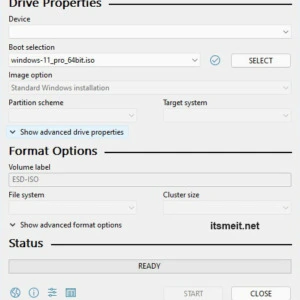 Drive Properties
Device
Boot selection
windows-11_pro_64bit.iso SELECT
Image option
Standard Windows installation
Partition scheme Target system
Show advanced drive properties
Format Options
Volume label
ESD-ISO
File system Cluster size
Show advanced format options
itsmeit.net
Status
READY
START CLOSE